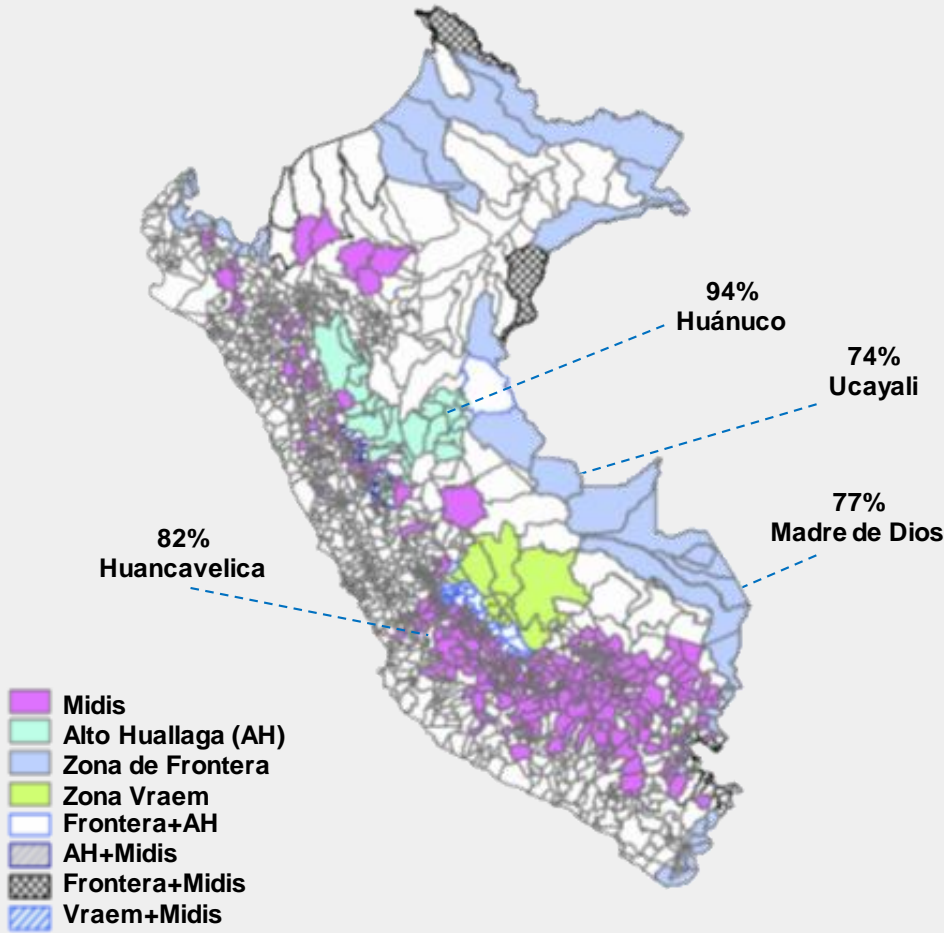 94%
Huánuco
74%
Ucayali
77%
Madre de Dios
82%
Huancavelica
Midis
Alto Huallaga (AH)
Zona de Frontera
Zona Vraem
Frontera+AH
AH+Midis
Frontera+Midis
Vraem+Midis